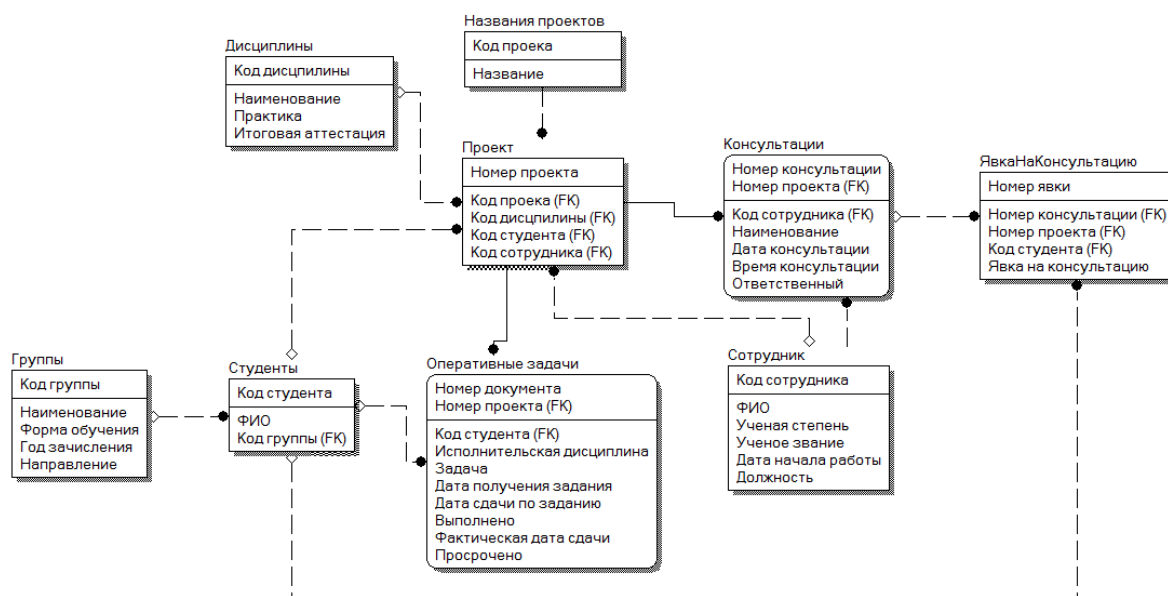 Названия проектов
Код проека
Название
Дисциплины
Код дисцпилины
Наименование
Практика
Итоговая аттестация
Проект
Номер проекта
Код проека (FK)
Код дисцпилины (FK)
Код студента (FK)
Код сотрудника (FK)
Консультации
Номер консультации
Номер проекта (FK)
Код сотрудника (FK)
Наименование
Дата консультации
Время консультации
Ответственный
ЯвкаНаКонсультацию
Номер явки
Номер консультации (FK)
Номер проекта (FK)
Код студента (FK)
Явка на консультацию
Группы
Код группы
Наименование
Форма обучения
Год зачисления
Направление
Студенты
Код студента
ФИО
Код группы (FK)
Оперативные задачи
Номер документа
Номер проекта (FK)
Код студента (FK)
Исполнительская дисциплина
Задача
Дата получения задания
Дата сдачи по заданию
Выполнено
Фактическая дата сдачи
Просрочено
Сотрудник
Код сотрудника
ФИО
Ученая степень
Ученое звание
Дата начала работы
Должность